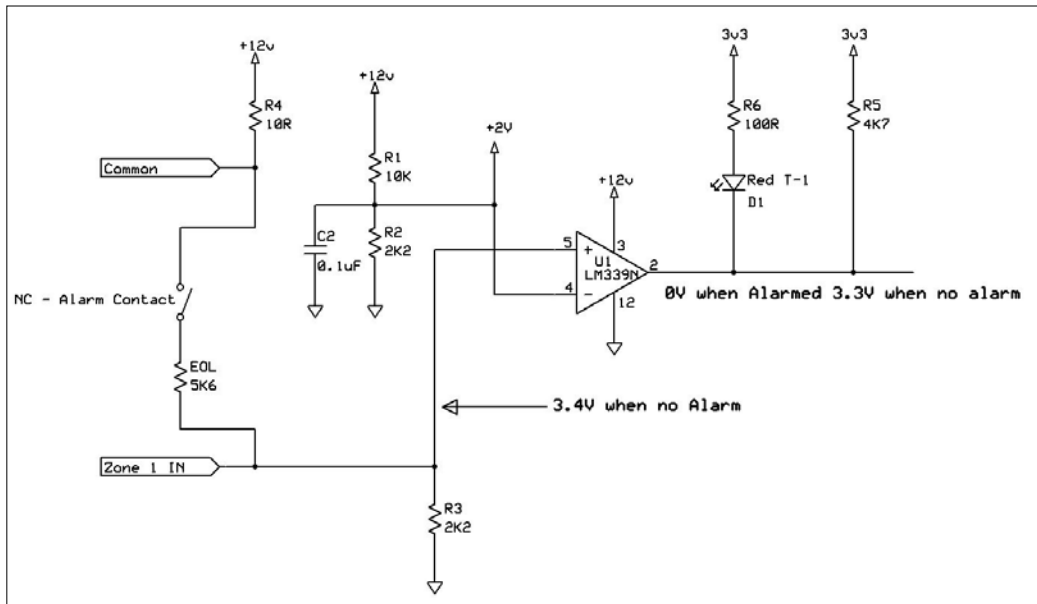 +12v
R4
10R
Common
NC - Alarm Contact
EOL
5K6
Zone 1 IN
+12v
R1
10K
C2
0.1uF
R2
2K2
+2V
+12v
5
+
3
U1
LM339N
2
4
-
12
3v3
R6
100R
Red T-1
D1
3v3
R5
4K7
0V when Alarmed 3.3V when no alarm
3.4V when no Alarm
R3
2K2